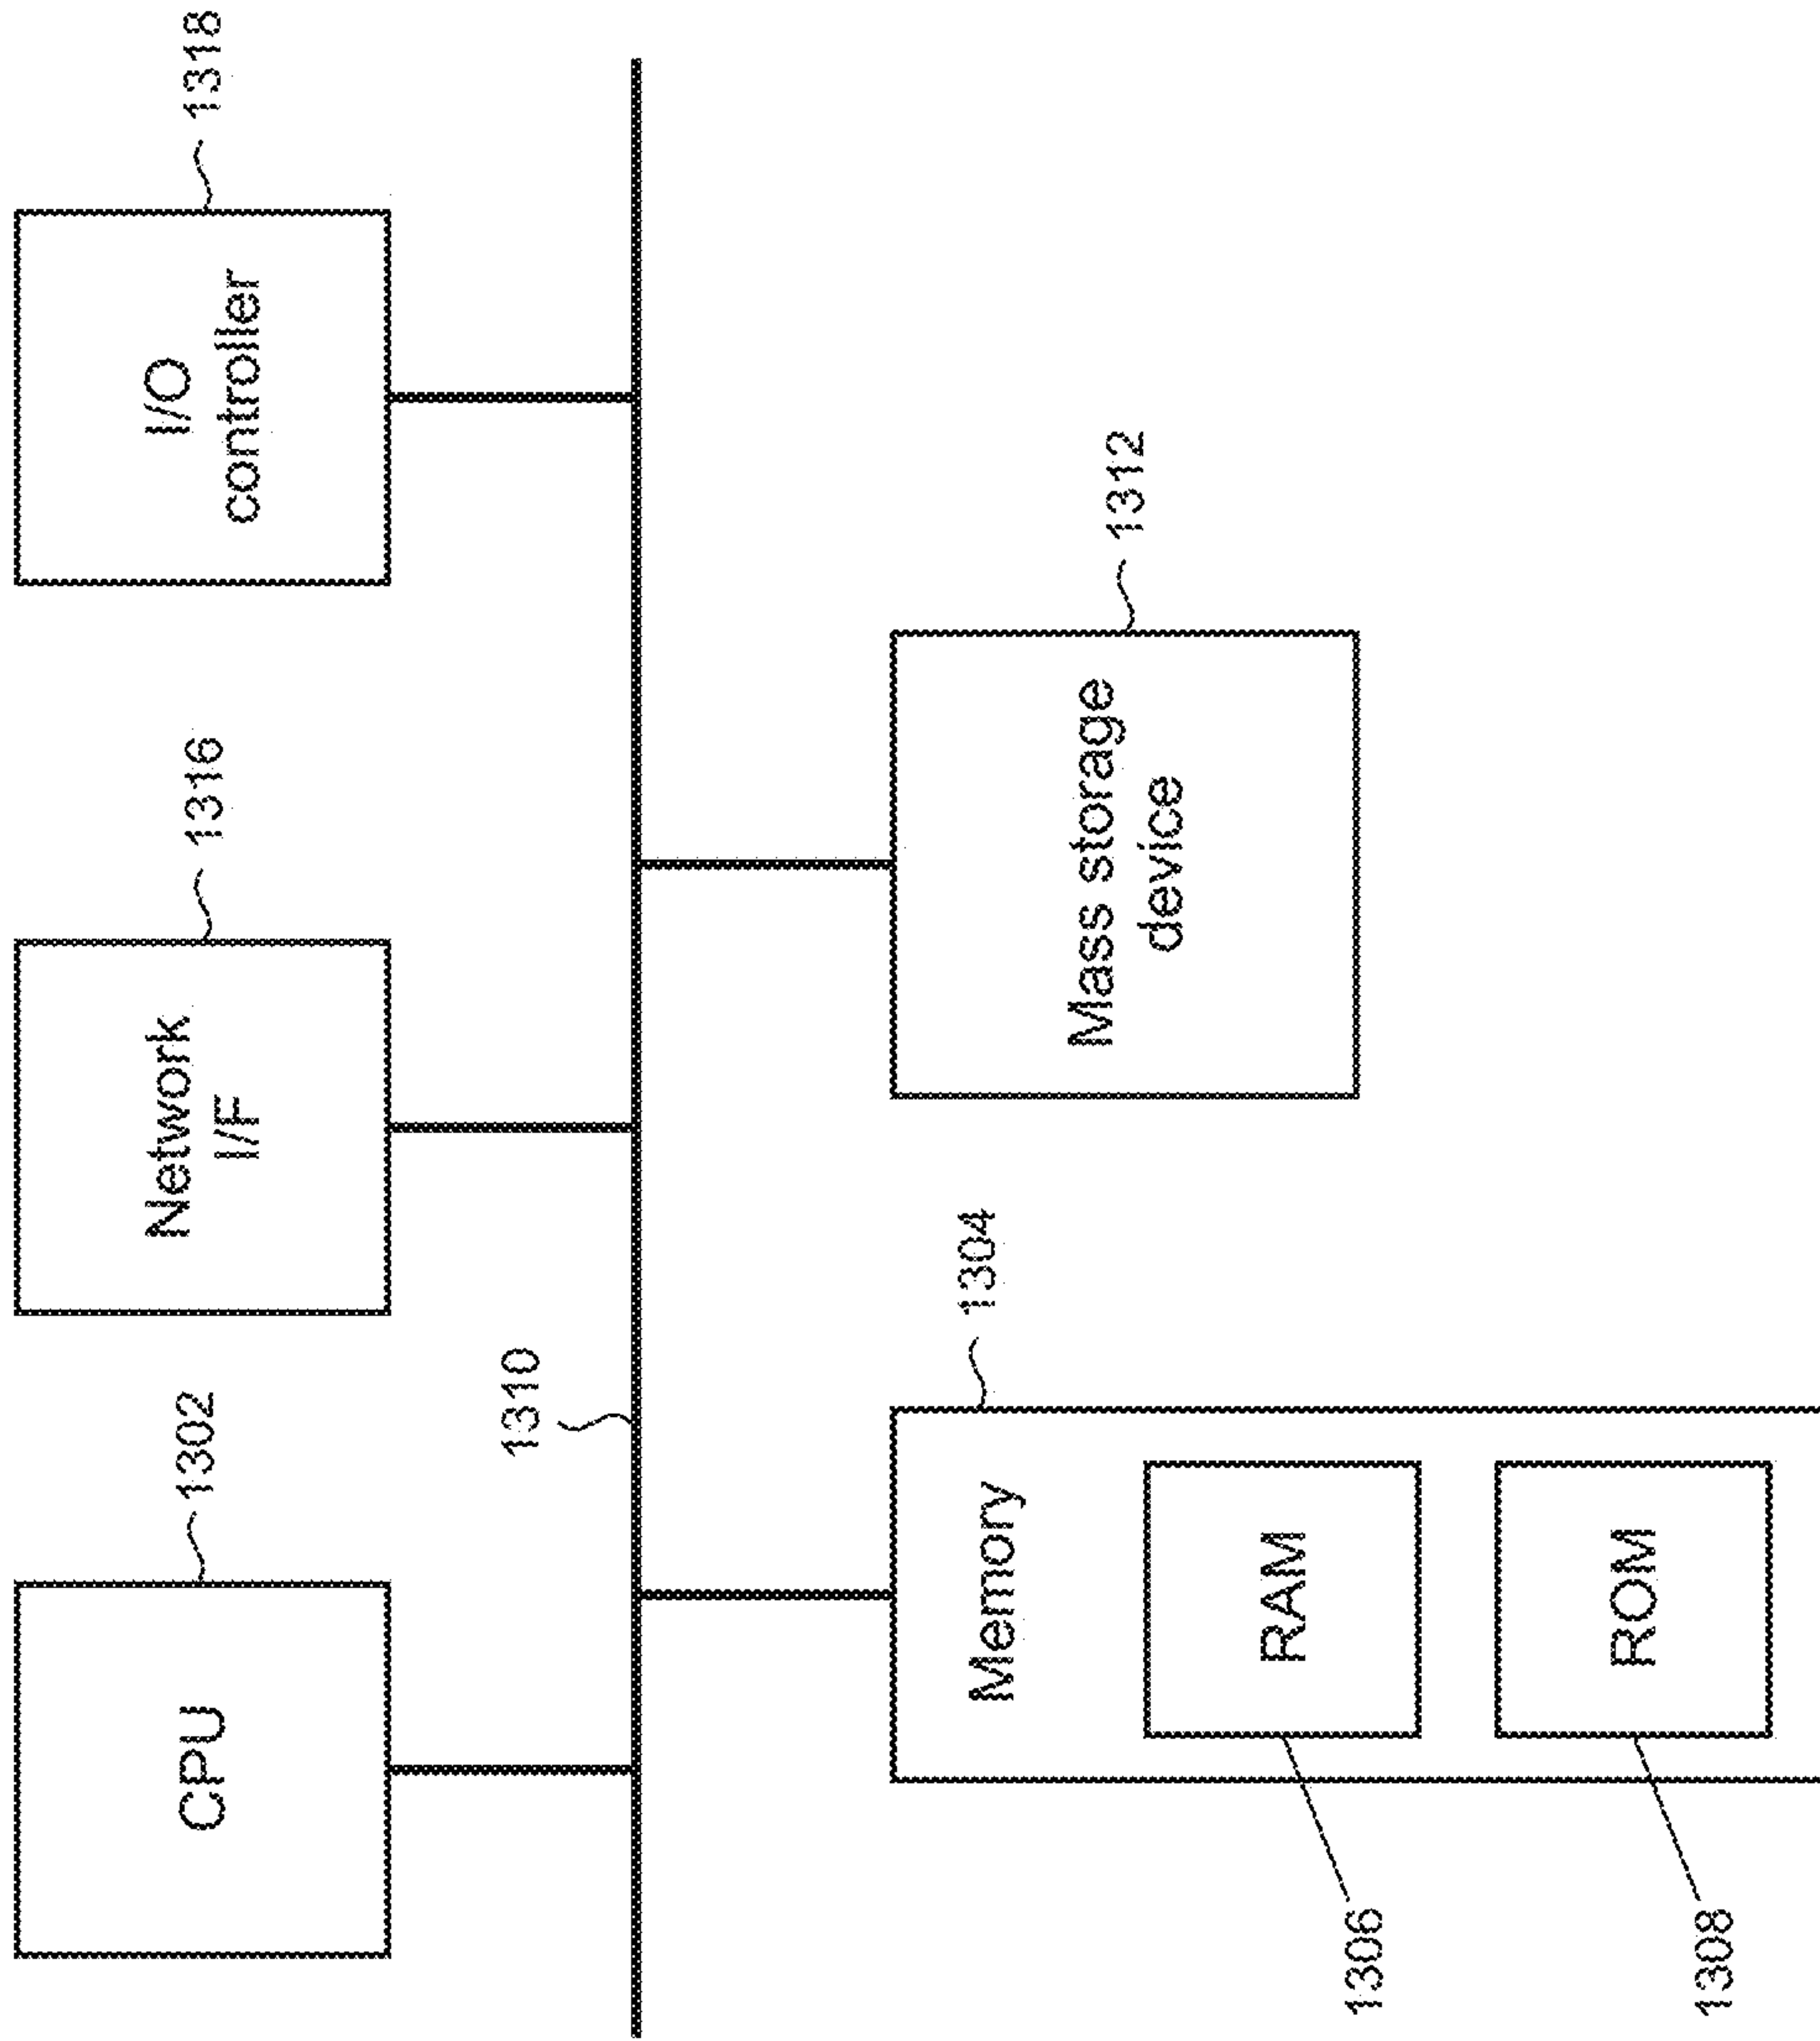 CPU
1302
Network
I/F
1316
I/O
controller
1318
1310
Memory
1304
RAM
1306
ROM
1308
Mass storage
device
1312